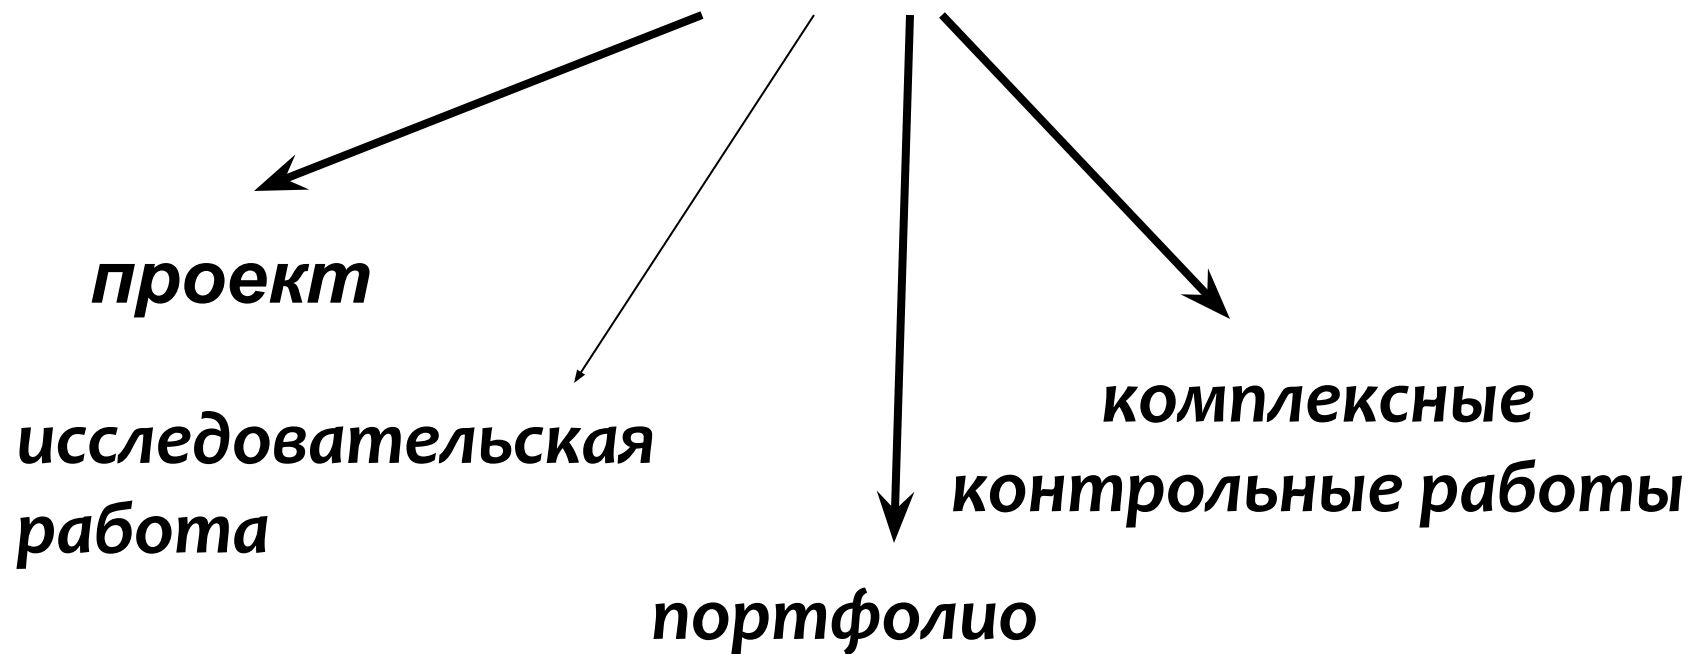 проект
исследовательская
работа
комплексные
контрольные работы
портфолио